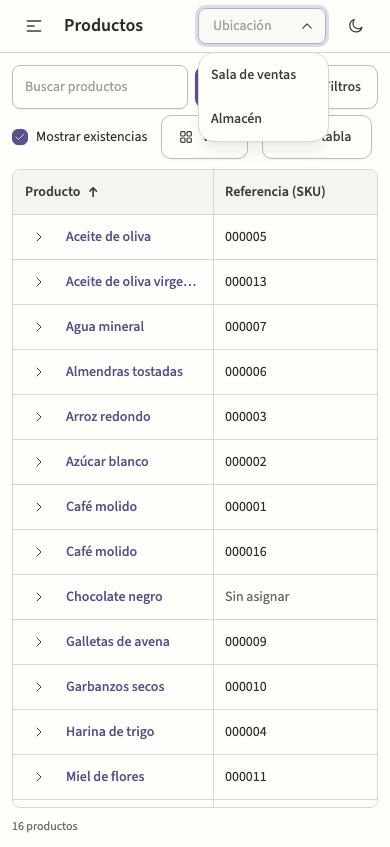 Productos
Ubicación
Sala de ventas
Almacén
Buscar productos
Mostrar existencias
Producto
Referencia (SKU)
Aceite de oliva
000005
Aceite de oliva virge…
000013
Agua mineral
000007
Almendras tostadas
000006
Arroz redondo
000003
Azúcar blanco
000002
Café molido
000001
Café molido
000016
Chocolate negro
Sin asignar
Galletas de avena
000009
Garbanzos secos
000010
Harina de trigo
000004
Miel de flores
000011
16 productos